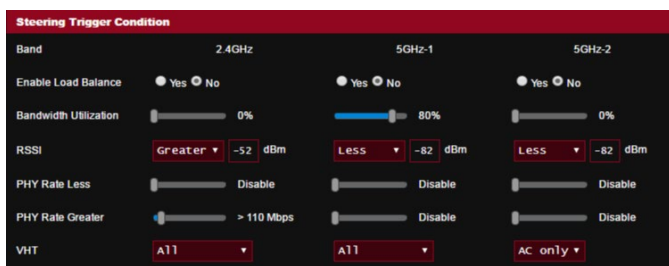 Steering Trigger Condition
Band 2.4GHz 5GHz-1 5GHz-2
Enable Load Balance Yes No Yes No Yes No
Bandwidth Utilization 0% 80% 0%
RSSI Greater -52 dBm Less -82 dBm Less -82 dBm
PHY Rate Less Disable Disable Disable
PHY Rate Greater > 110 Mbps Disable Disable
VHT All All AC only